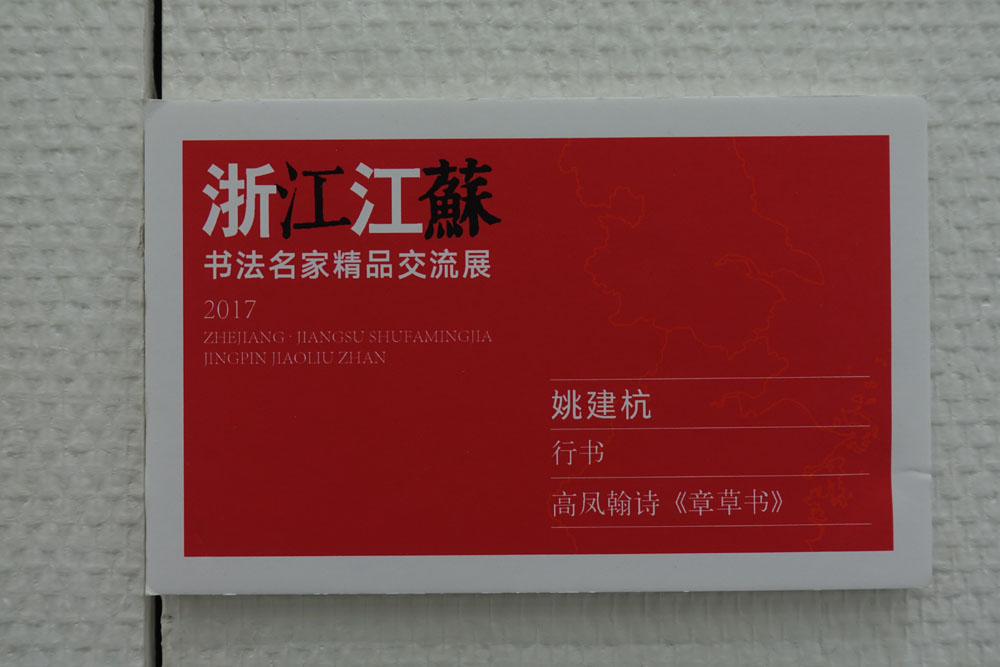 浙江江蘇
书法名家精品交流展
2017
ZHEJIANG · JIANGSU SHUFAMINGJIA
JINGPIN JIAOLIU ZHAN
姚建杭
行书
高凤翰诗《章草书》